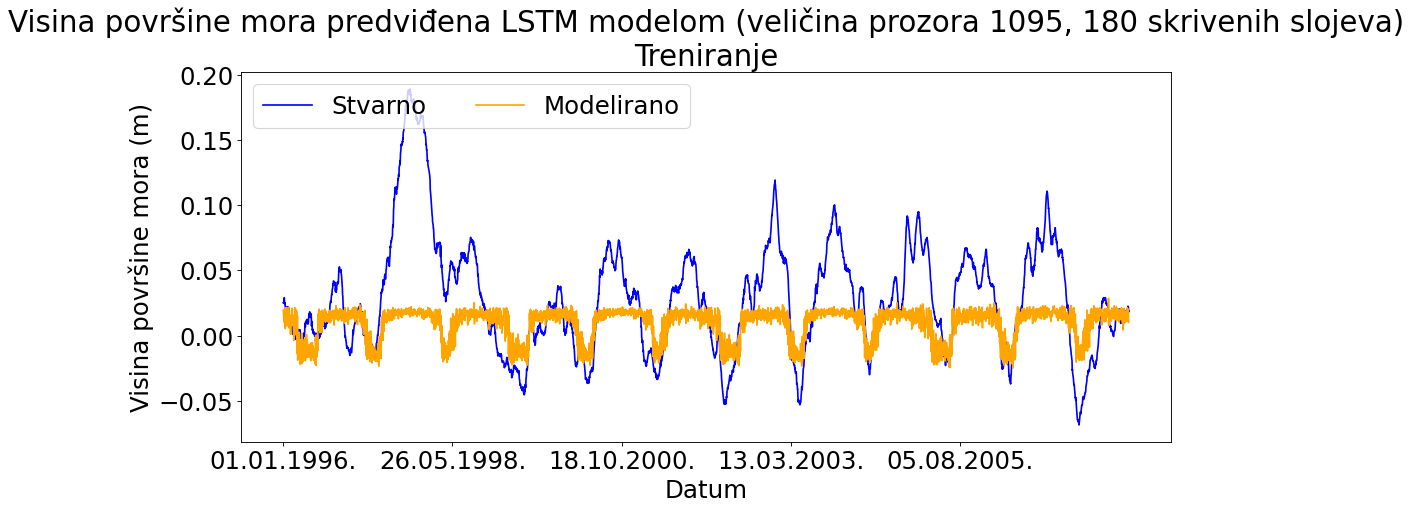 Visina površine mora predviđena LSTM modelom (veličina prozora 1095, 180 skrivenih slojeva)
Treniranje
Stvarno
Modelirano
Visina površine mora (m)
0.20
0.15
0.10
0.05
0.00
−0.05
01.01.1996.
26.05.1998.
18.10.2000.
13.03.2003.
05.08.2005.
Datum